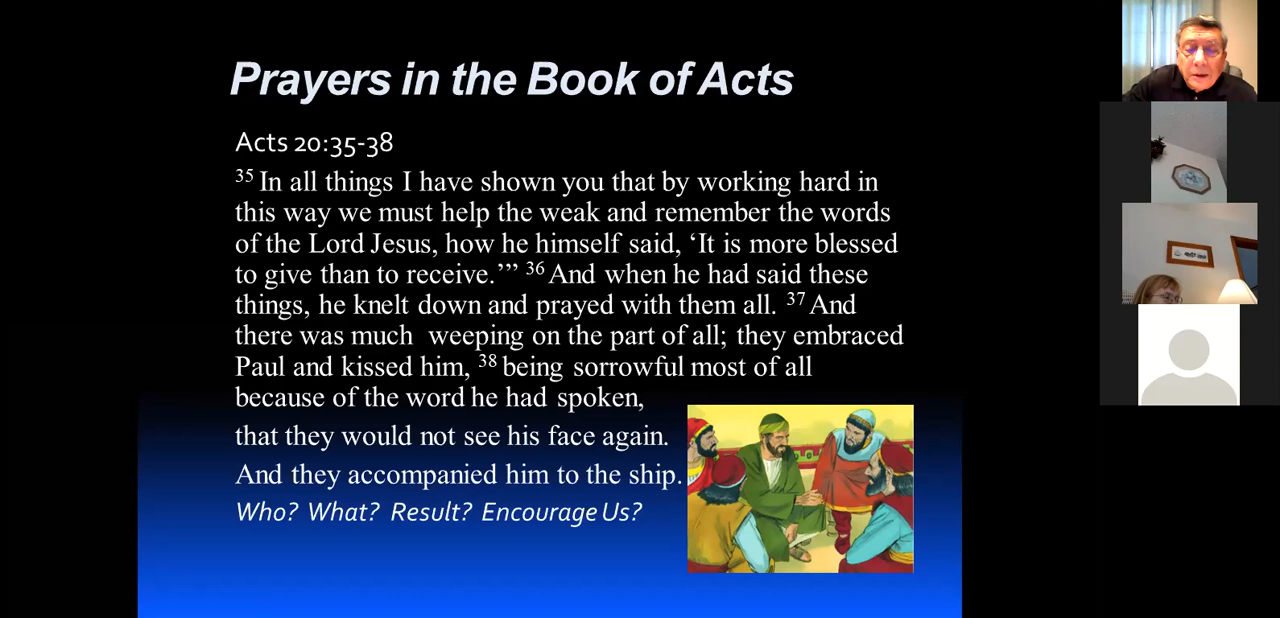 Prayers in the Book of Acts
Acts 20:35-38
35 In all things I have shown you that by working hard in
this way we must help the weak and remember the words
of the Lord Jesus, how he himself said, ‘It is more blessed
to give than to receive.’” 36 And when he had said these
things, he knelt down and prayed with them all. 37 And
there was much weeping on the part of all; they embraced
Paul and kissed him, 38 being sorrowful most of all
because of the word he had spoken,
that they would not see his face again.
And they accompanied him to the ship.
Who? What? Result? Encourage Us?